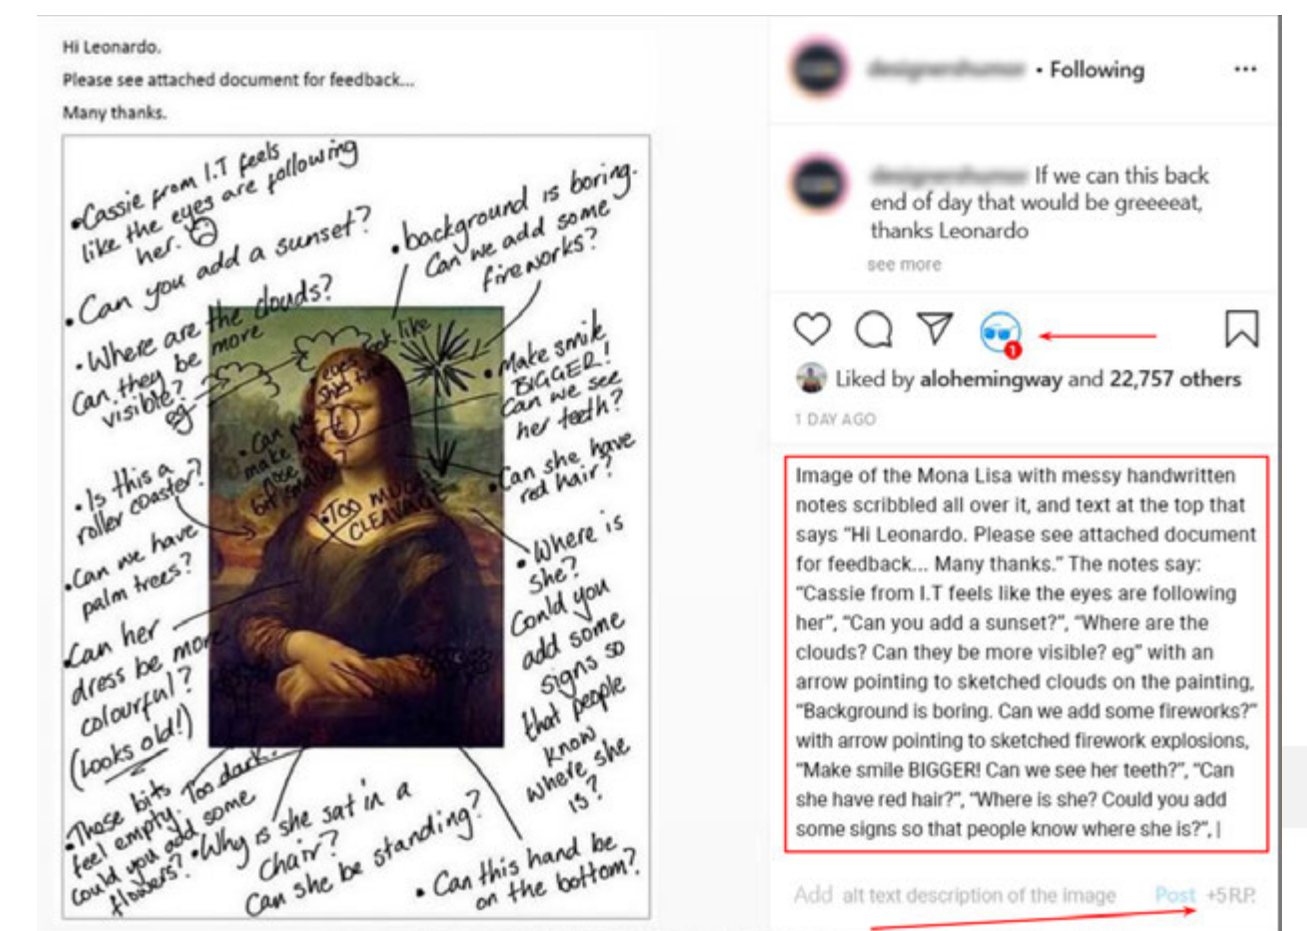 Hi Leonardo.
Please see attached document for feedback...
Many thanks.
•Cassie from I.T feels
like the eyes are following
her.
•Can you add a sunset?
•Where are the clouds?
Can they be more
visible?
eg
•background is boring.
Can we add some
fireworks?
•eyes look like
•Make smile
BIGGER!
Can we see
her teeth?
•Can
make her
nose
bit smaller?
•Can she have
red hair?
•Is this a
roller coaster?
•TOO MUCH
CLEAVAGE
•Can we have
palm trees?
•Where is
she?
Could you
add some
signs so
that people
know
where she
is?
•Can her
dress be more
colourful?
(Looks old!)
•Too dark.
•These bits
feel empty.
Could you add some
flowers?
•Why is she sat in a
chair?
Can she be standing?
•Can this hand be
on the bottom?
• Following
...
If we can this back
end of day that would be greeeeat,
thanks Leonardo
see more
1
Liked by alohemingway and 22,757 others
1 DAY AGO
Image of the Mona Lisa with messy handwritten
notes scribbled all over it, and text at the top that
says “Hi Leonardo. Please see attached document
for feedback... Many thanks.” The notes say:
“Cassie from I.T feels like the eyes are following
her”, “Can you add a sunset?”, “Where are the
clouds? Can they be more visible? eg” with an
arrow pointing to sketched clouds on the painting,
“Background is boring. Can we add some fireworks?”
with arrow pointing to sketched firework explosions,
“Make smile BIGGER! Can we see her teeth?”, “Can
she have red hair?”, “Where is she? Could you add
some signs so that people know where she is?”, |
Add alt text description of the image
Post +5RP.